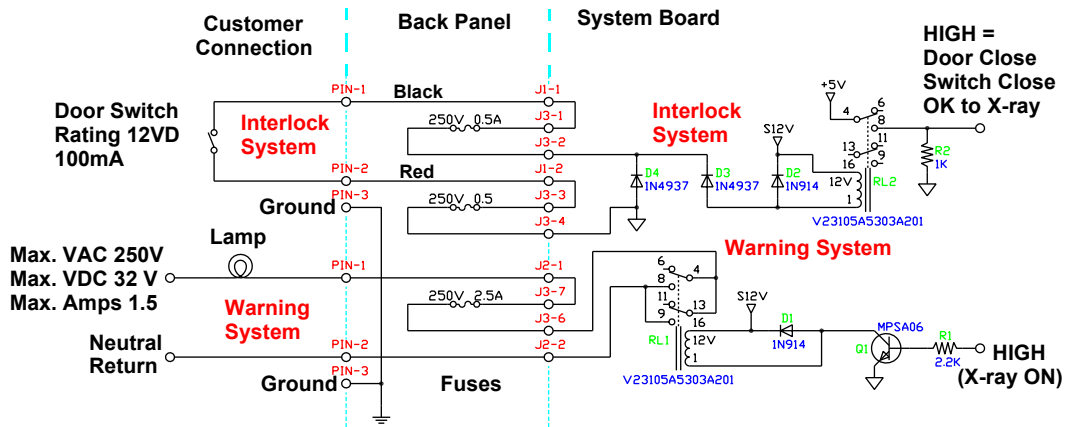 Customer
Connection
Back Panel
System Board
HIGH =
Door Close
Switch Close
OK to X-ray
Door Switch
Rating 12VD
100mA
Interlock
System
PIN-1
Black
J1-1
250V 0.5A
J3-1
J3-2
PIN-2
Red
J1-2
PIN-3
Ground
250V 0.5
J3-3
J3-4
Interlock
System
D4
1N4937
D3
1N4937
S12V
D2
1N914
+5V
4
6
8
11
13
9
16
12V
1
RL2
V23105A5303A201
R2
1K
Max. VAC 250V
Max. VDC 32 V
Max. Amps 1.5
Lamp
PIN-1
J2-1
250V 2.5A
J3-7
J3-6
Warning
System
Neutral
Return
PIN-2
J2-2
PIN-3
Ground
Fuses
Warning System
6
8
4
11
9
13
16
12V
1
RL1
V23105A5303A201
S12V
D1
1N914
MPSA06
Q1
R1
2.2K
HIGH
(X-ray ON)